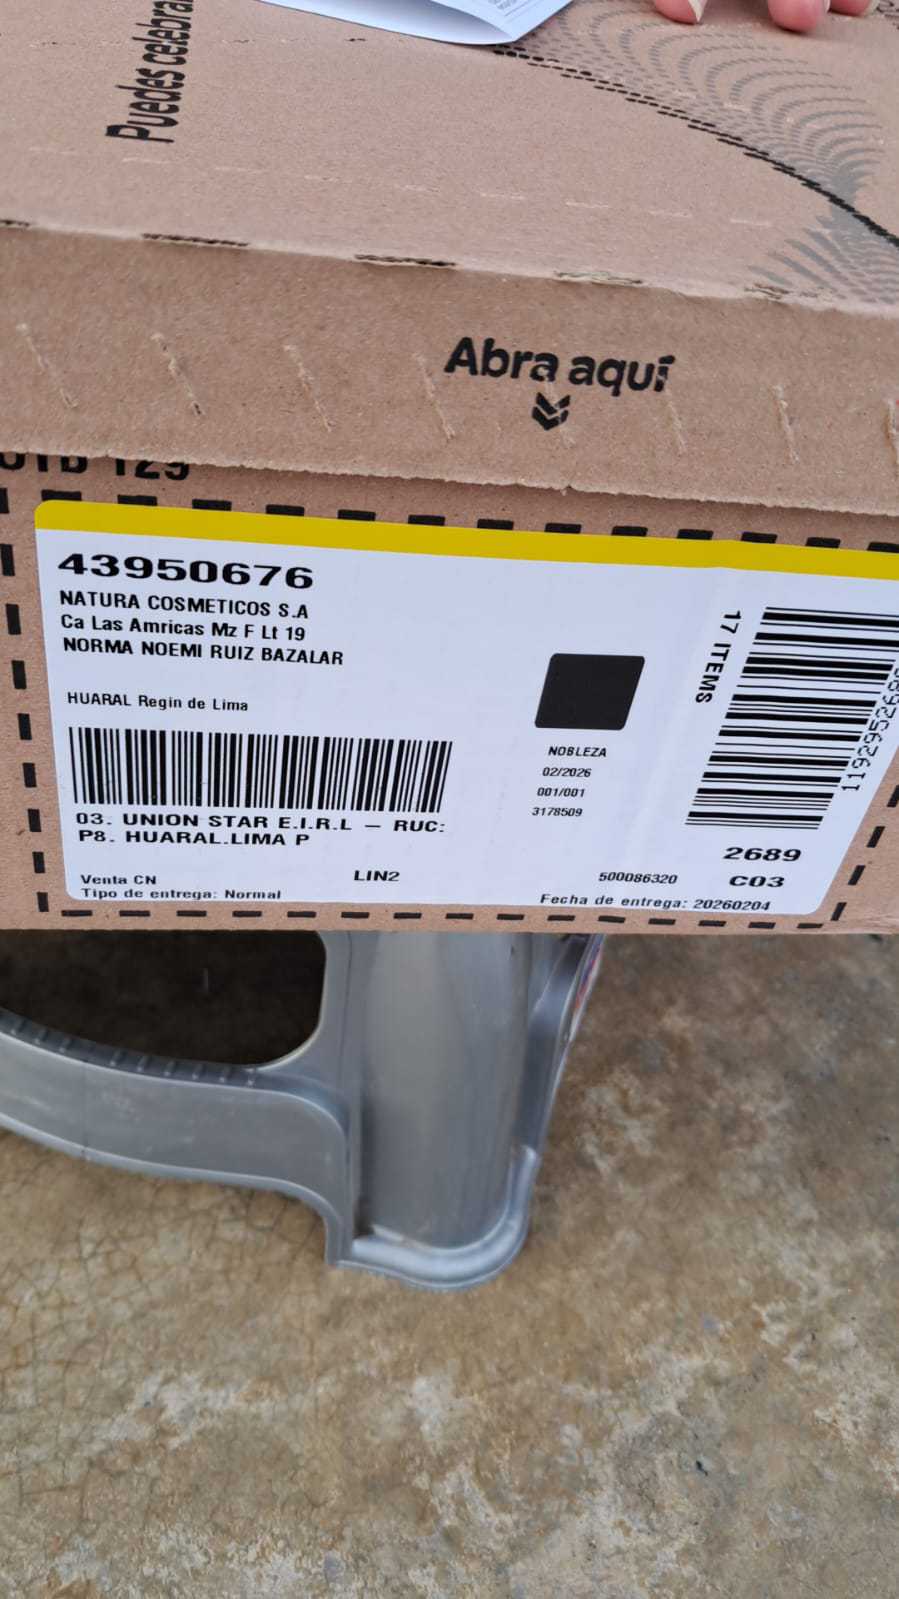 Puedes celebra
Abra aquí
129
43950676
NATURA COSMETICOS S.A
Ca Las Amricas Mz F Lt 19
NORMA NOEMI RUIZ BAZALAR
HUARAL Regin de Lima
17 ITEMS
NOBLEZA
02/2026
001/001
3178509
03. UNION STAR E.I.R.L – RUC:
P8. HUARAL.LIMA P
2689
C03
Venta CN
LIN2
500086320
Tipo de entrega: Normal
Fecha de entrega: 20260204